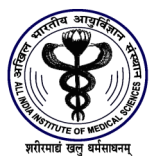 अखिल भारतीय आयुर्विज्ञान संस्थान
ALL INDIA INSTITUTE OF MEDICAL SCIENCES
शरीरमाद्यं खलु धर्मसाधनम्